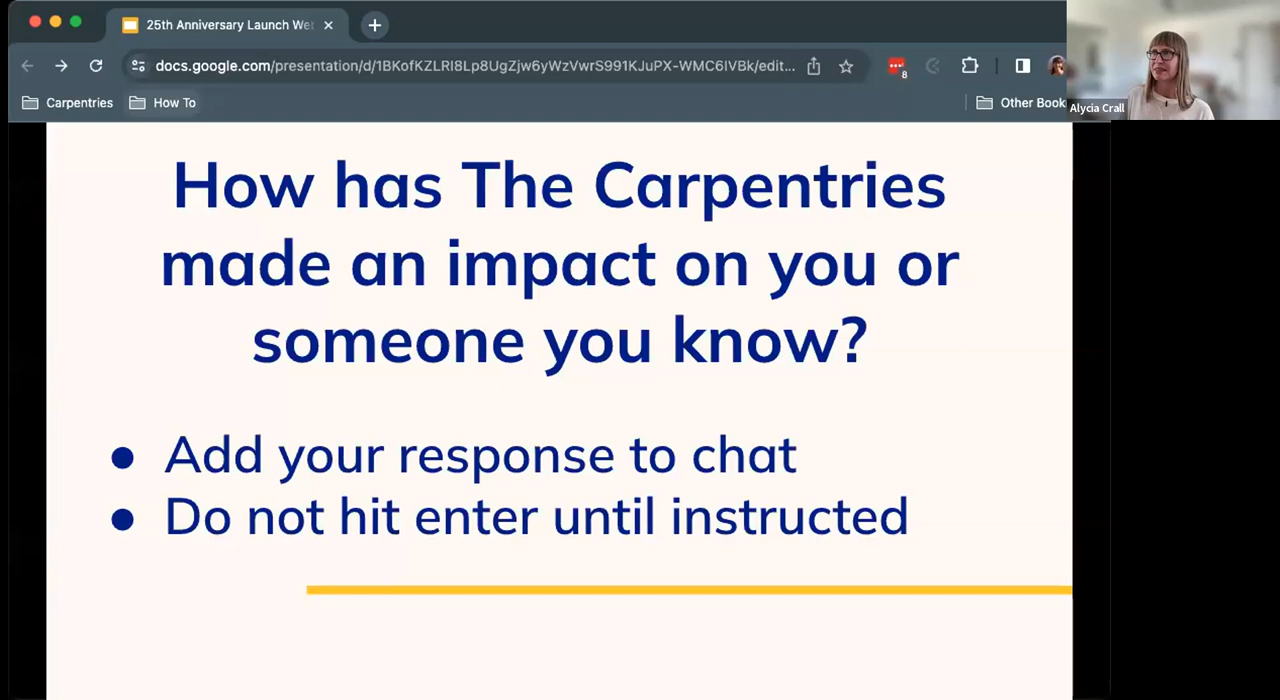 25th Anniversary Launch We
docs.google.com/presentation/d/1BKofKZLRl8Lp8UgZjw6yWzVwrS991KJuPX-WMC6IVBk/edit...
8
Carpentries
How To
Other Book
Alycia Crall
How has The Carpentries
made an impact on you or
someone you know?
● Add your response to chat
● Do not hit enter until instructed